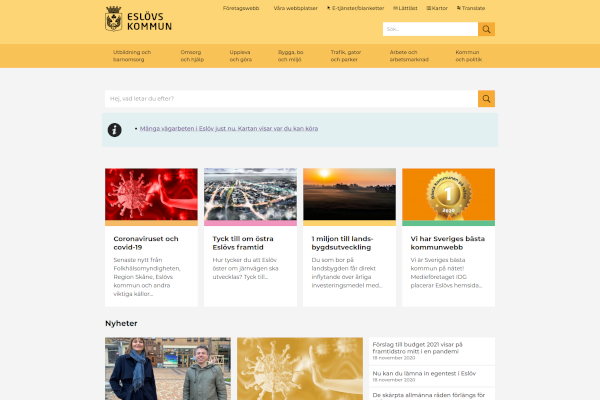 ESLÖVS
KOMMUN
Företagswebb
Våra webbplatser
E-tjänster/blanketter
Lättläst
Kartor
Translate
Sök...
Utbildning och
barnomsorg
Omsorg
och hjälp
Uppleva
och göra
Bygga, bo
och miljö
Trafik, gator
och parker
Arbete och
arbetsmarknad
Kommun
och politik
Hej, vad letar du efter?
Många vägarbeten i Eslöv just nu. Kartan visar var du kan köra
1
2020
Coronaviruset och
covid-19
Senaste nytt från
Folkhälsomyndigheten,
Region Skåne, Eslövs
kommun och andra
viktiga källor...
Tyck till om östra
Eslövs framtid
Hur tycker du att Eslöv
öster om järnvägen ska
utvecklas? Tyck till...
1 miljon till lands-
bygdsutveckling
Du som bor på
landsbygden får direkt
inflytande över årliga
investeringsmedel med...
Vi har Sveriges bästa
kommunwebb
Vi är Sveriges bästa
kommun på nätet!
Medieföretaget IDG
placerar Eslövs hemsida...
Nyheter
Förslag till budget 2021 visar på
framtidstro mitt i en pandemi
18 november 2020
Nu kan du lämna in egentest i Eslöv
18 november 2020
De skärpta allmänna råden förlängs för